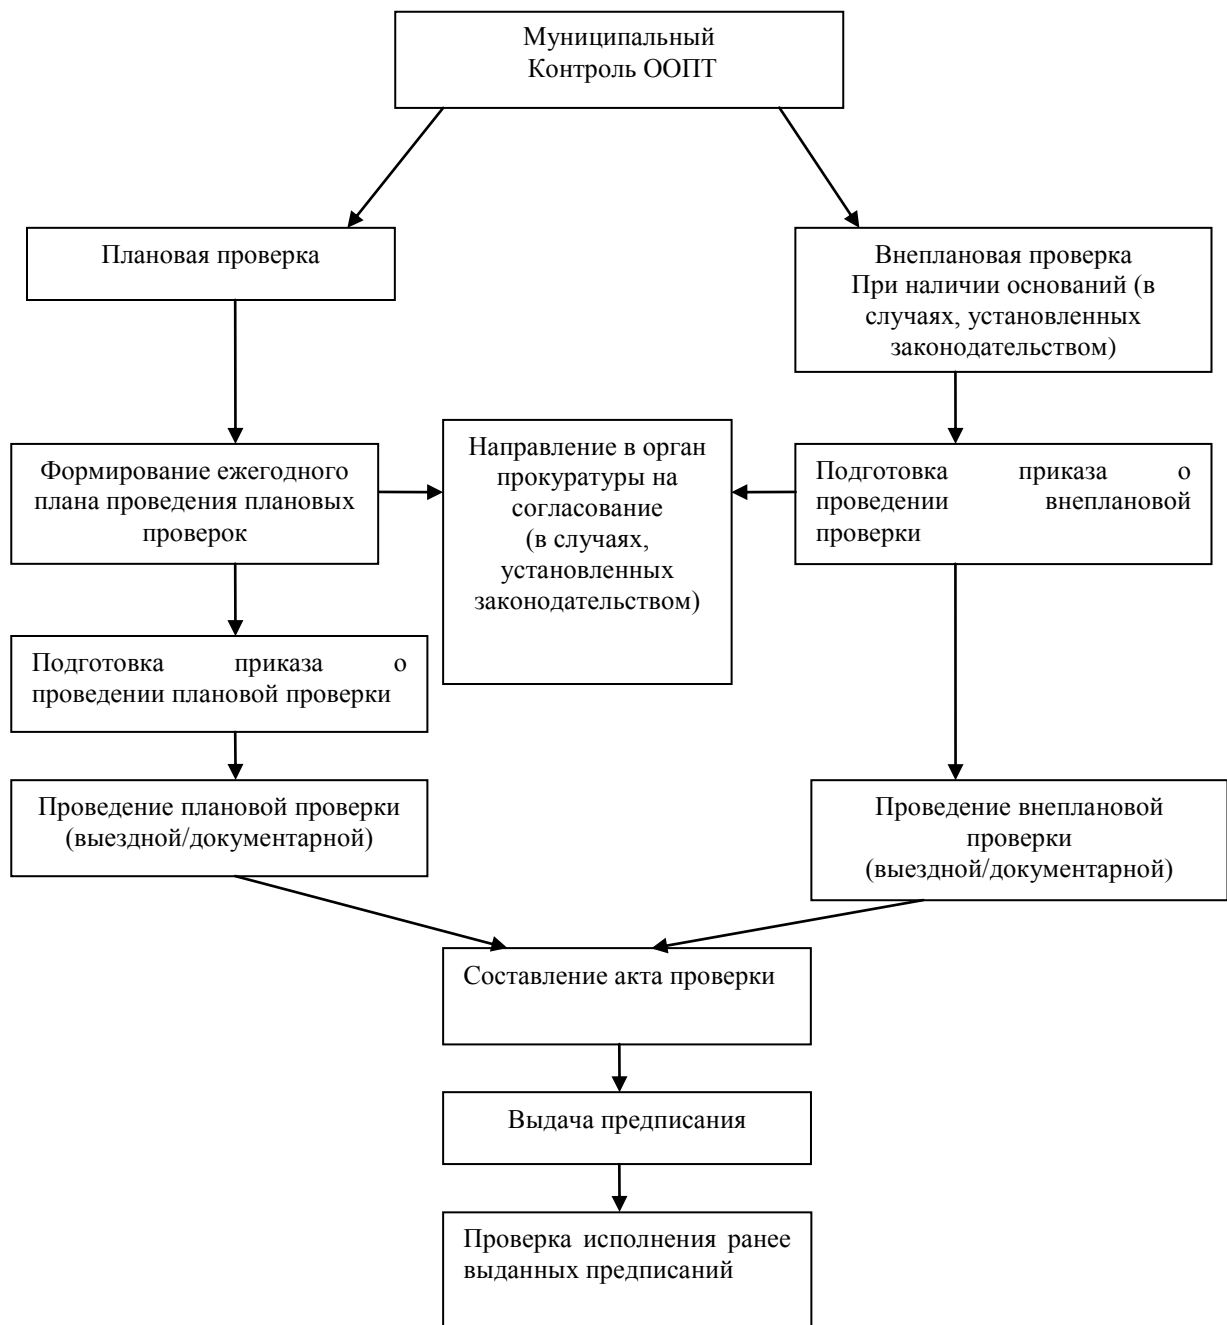 Муниципальный
Контроль ООПТ
Плановая проверка
Внеплановая проверка
При наличии оснований (в
случаях, установленных
законодательством)
Формирование ежегодного
плана проведения плановых
проверок
Направление в орган
прокуратуры на
согласование
(в случаях,
установленных
законодательством)
Подготовка приказа о
проведении внеплановой
проверки
Подготовка приказа о
проведении плановой проверки
Проведение плановой проверки
(выездной/документарной)
Проведение внеплановой
проверки
(выездной/документарной)
Составление акта проверки
Выдача предписания
Проверка исполнения ранее
выданных предписаний